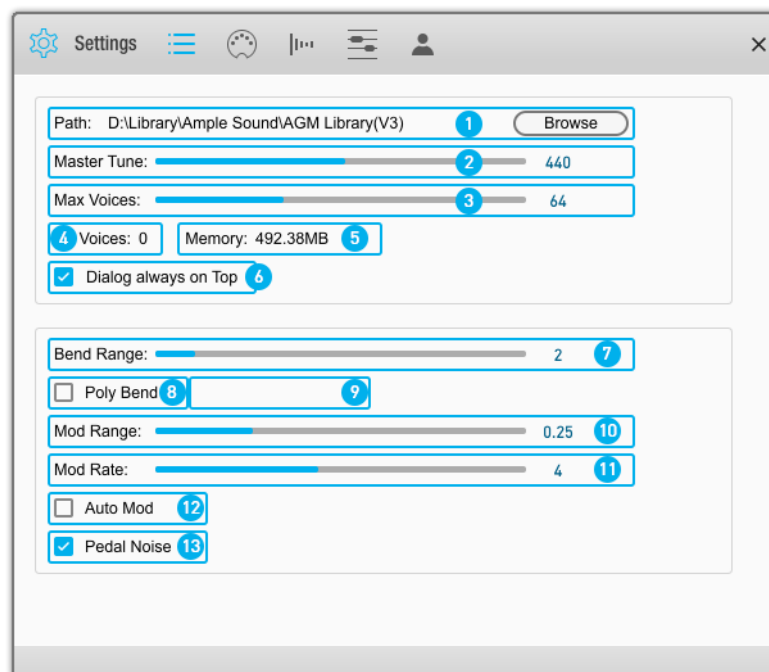 Settings
Path: D:\Library\Ample Sound\AGM Library(V3) 1 Browse
Master Tune: 2 440
Max Voices: 3 64
4 Voices: 0 Memory: 492.38MB 5
Dialog always on Top 6
Bend Range: 2 7
Poly Bend 8 9
Mod Range: 0.25 10
Mod Rate: 4 11
Auto Mod 12
Pedal Noise 13